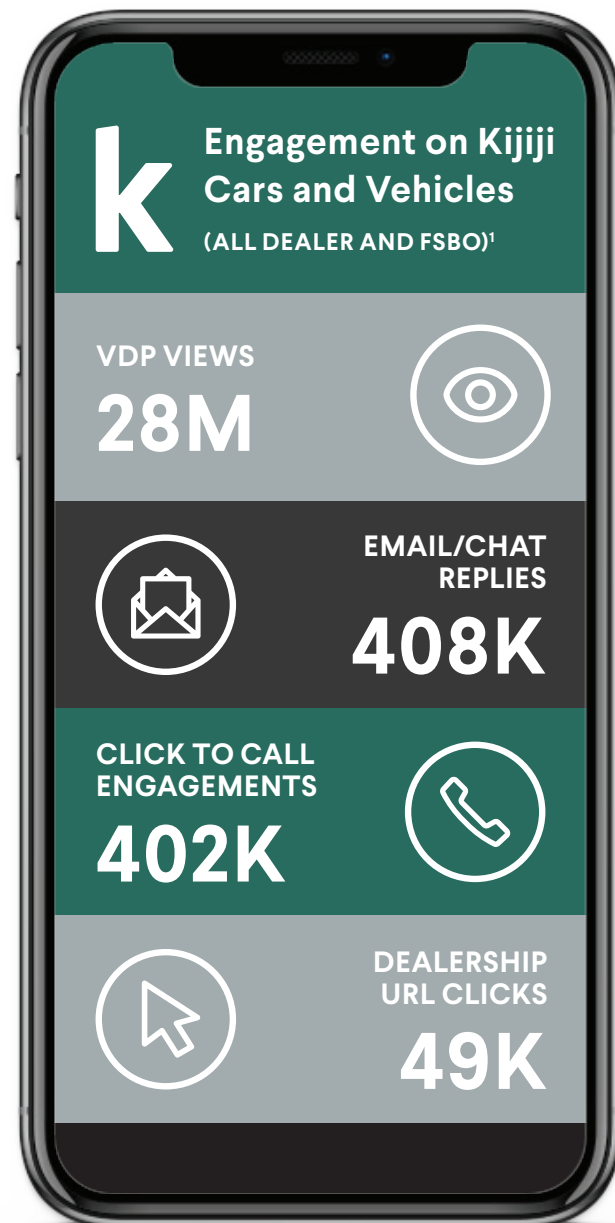 k
Engagement on Kijiji
Cars and Vehicles
(ALL DEALER AND FSBO)¹
VDP VIEWS
28M
EMAIL/CHAT
REPLIES
408K
CLICK TO CALL
ENGAGEMENTS
402K
DEALERSHIP
URL CLICKS
49K